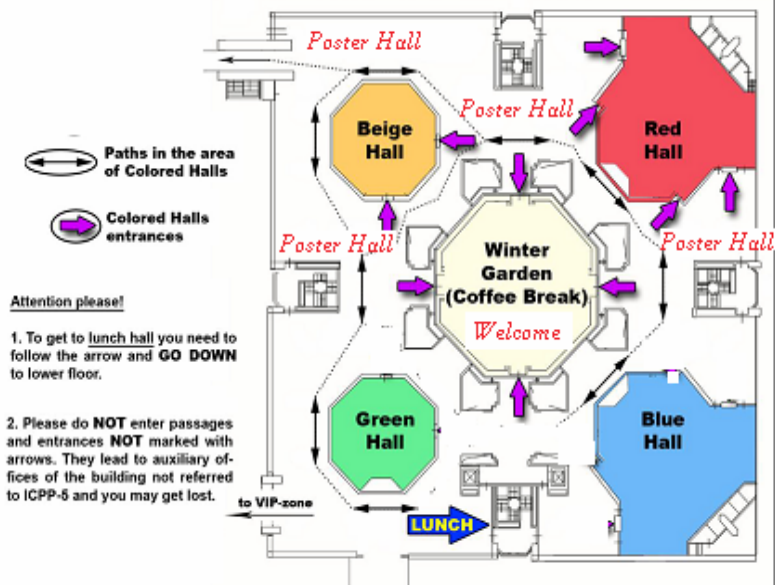 Poster Hall
Poster Hall
Beige
Hall
Red
Hall
Paths in the area
of Colored Halls
Colored Halls
entrances
Poster Hall
Poster Hall
Winter
Garden
(Coffee Break)
Welcome
Attention please!
1. To get to lunch hall you need to
follow the arrow and GO DOWN
to lower floor.
2. Please do NOT enter passages
and entrances NOT marked with
arrows. They lead to auxiliary of-
fices of the building not referred
to ICPP-5 and you may get lost.
Green
Hall
Blue
Hall
to VIP-zone
LUNCH